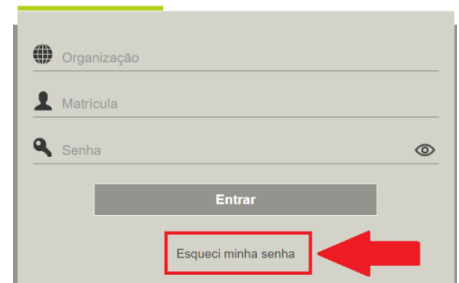 Organização
Matrícula
Senha
Entrar
Esqueci minha senha